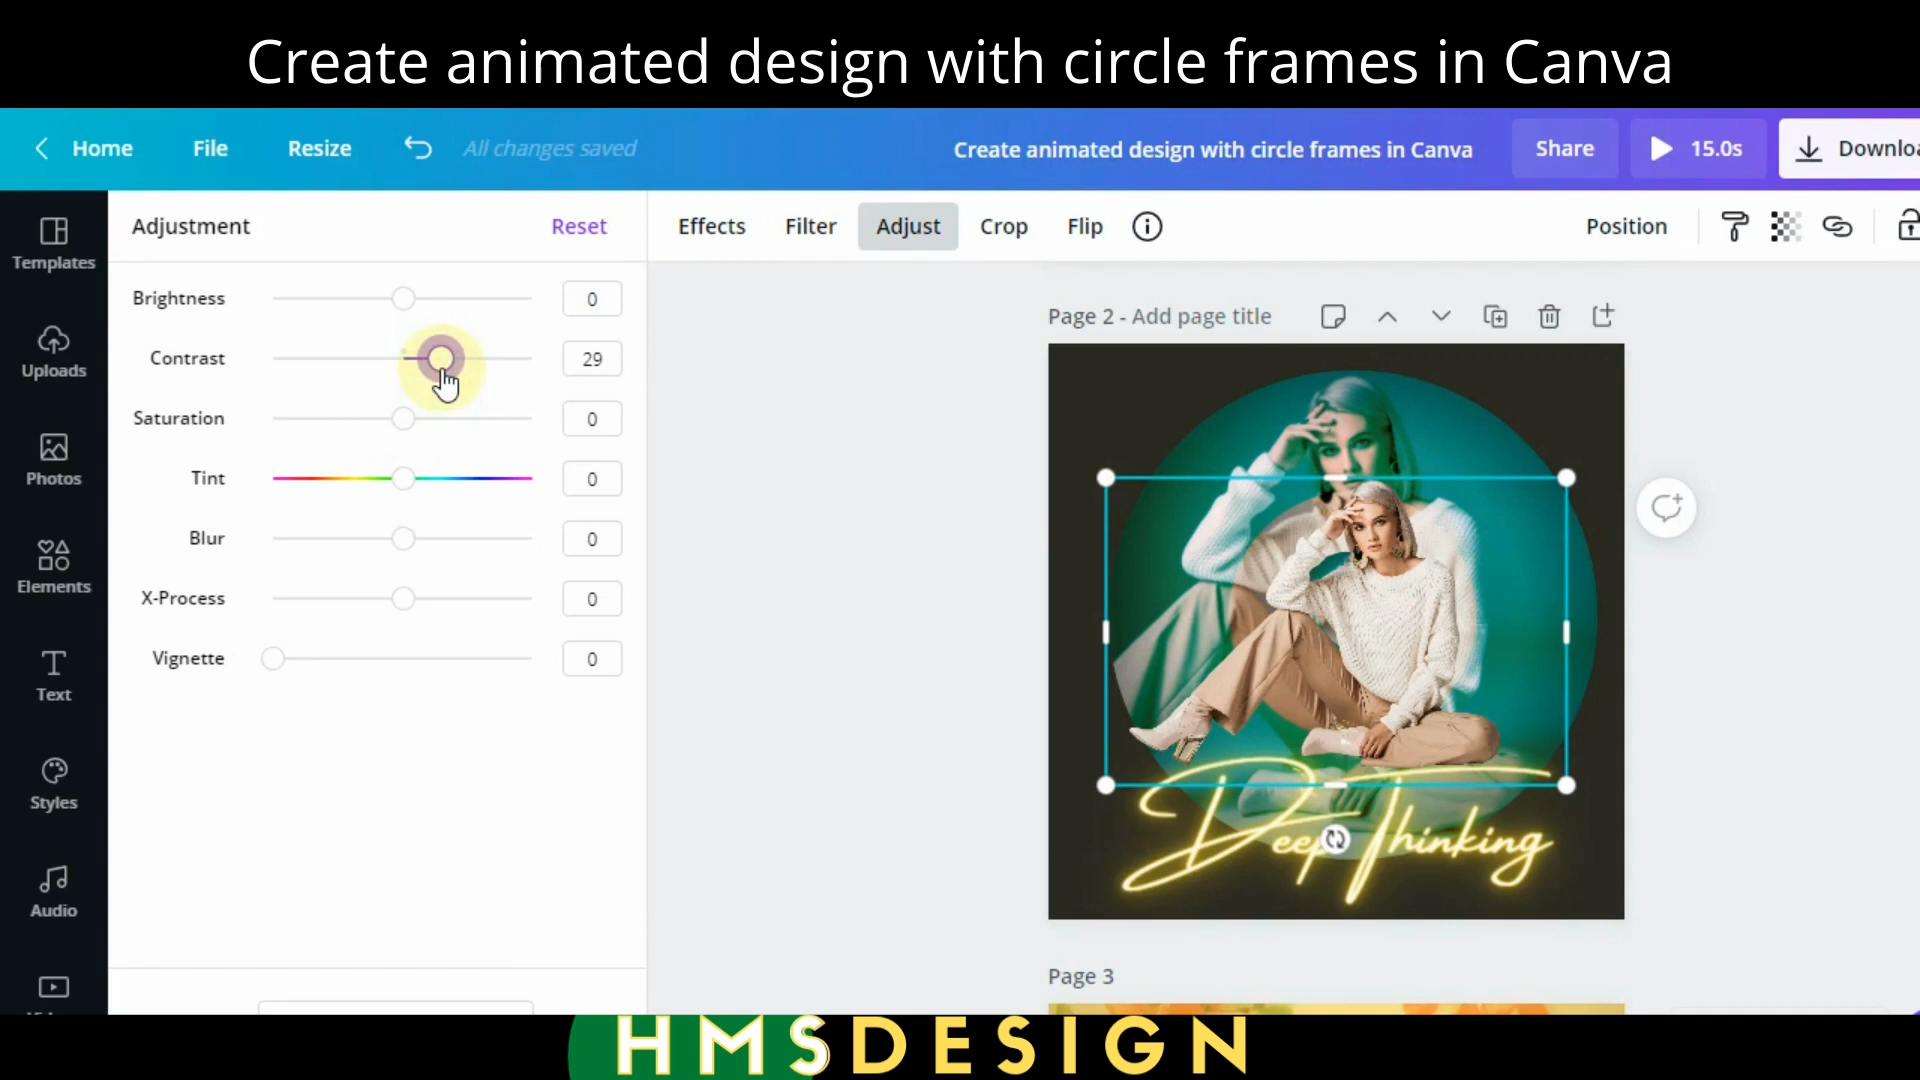 Create animated design with circle frames in Canva
Home File Resize All changes saved Create animated design with circle frames in Canva Share 15.0s
Adjustment Reset Effects Filter Adjust Crop Flip Position
Templates
Uploads
Photos
Elements
Text
Styles
Audio
Brightness 0
Contrast 29
Saturation 0
Tint 0
Blur 0
X-Process 0
Vignette 0
Page 2 - Add page title
Deep Thinking
Page 3
HMSDESIGN